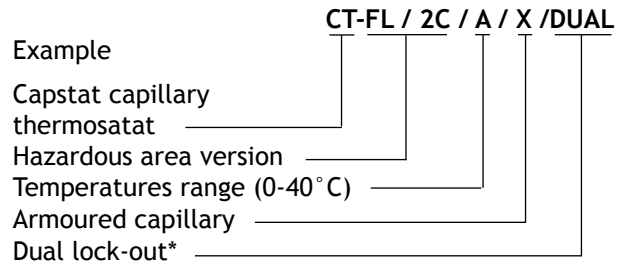 CT-FL / 2C / A / X /DUAL
Example
Capstat capillary
thermosatat
Hazardous area version
Temperatures range (0-40°C)
Armoured capillary
Dual lock-out*